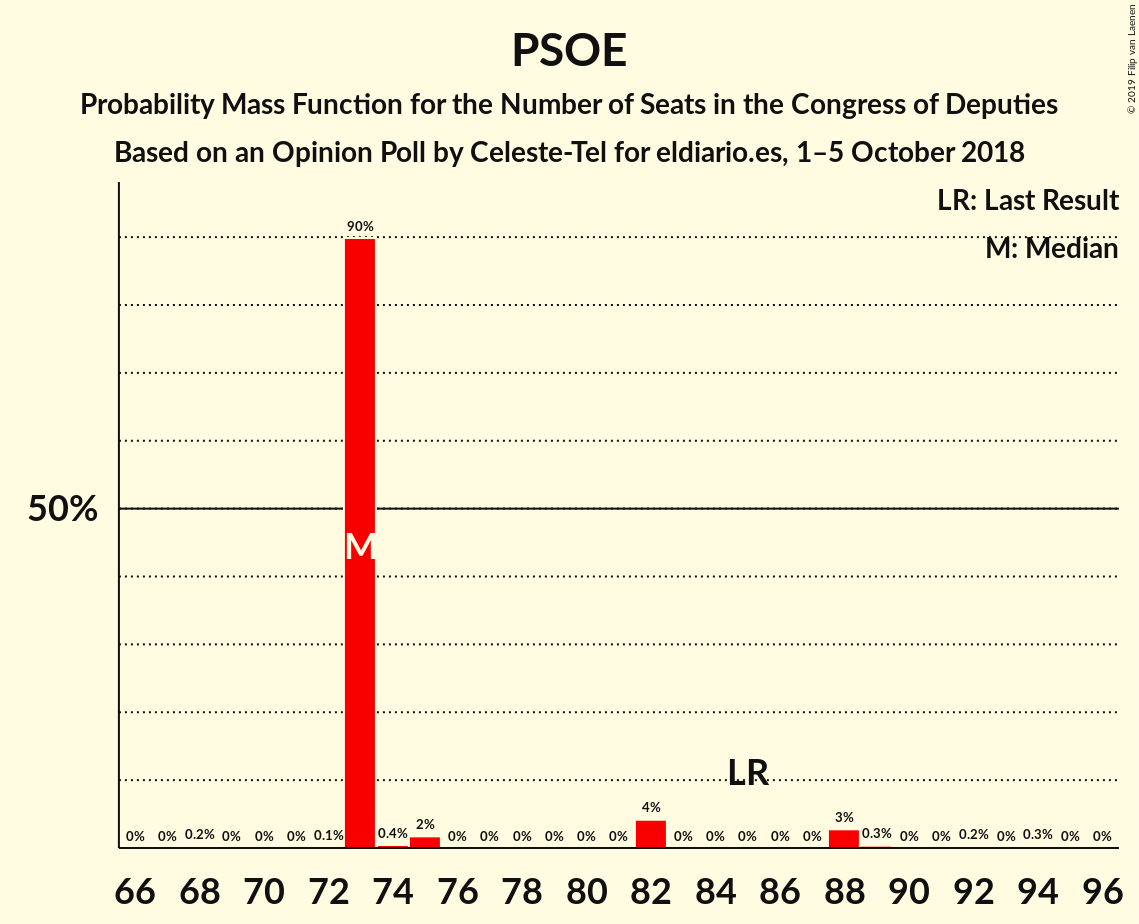 PSOE
Probability Mass Function for the Number of Seats in the Congress of Deputies
Based on an Opinion Poll by Celeste-Tel for eldiario.es, 1–5 October 2018
© 2019 Filip van Laenen
LR: Last Result
M: Median
90%
50%
M
LR
0% 0% 0.2% 0% 0% 0% 0.1% 0.4% 2% 0% 0% 0% 0% 0% 0% 4% 0% 0% 0% 0% 0% 3% 0.3% 0% 0% 0.2% 0% 0.3% 0% 0%
66 68 70 72 74 76 78 80 82 84 86 88 90 92 94 96